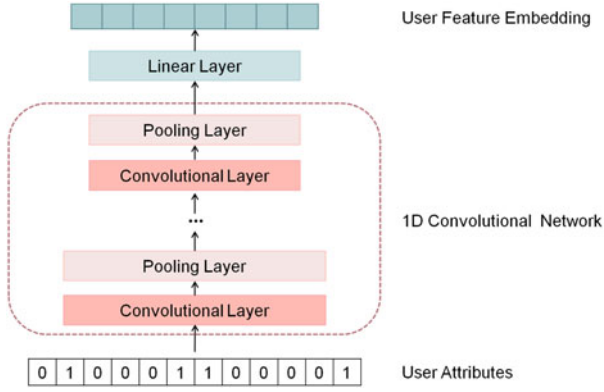 User Feature Embedding
Linear Layer
Pooling Layer
Convolutional Layer
...
1D Convolutional Network
Pooling Layer
Convolutional Layer
0 1 0 0 0 1 1 0 0 0 0 1
User Attributes